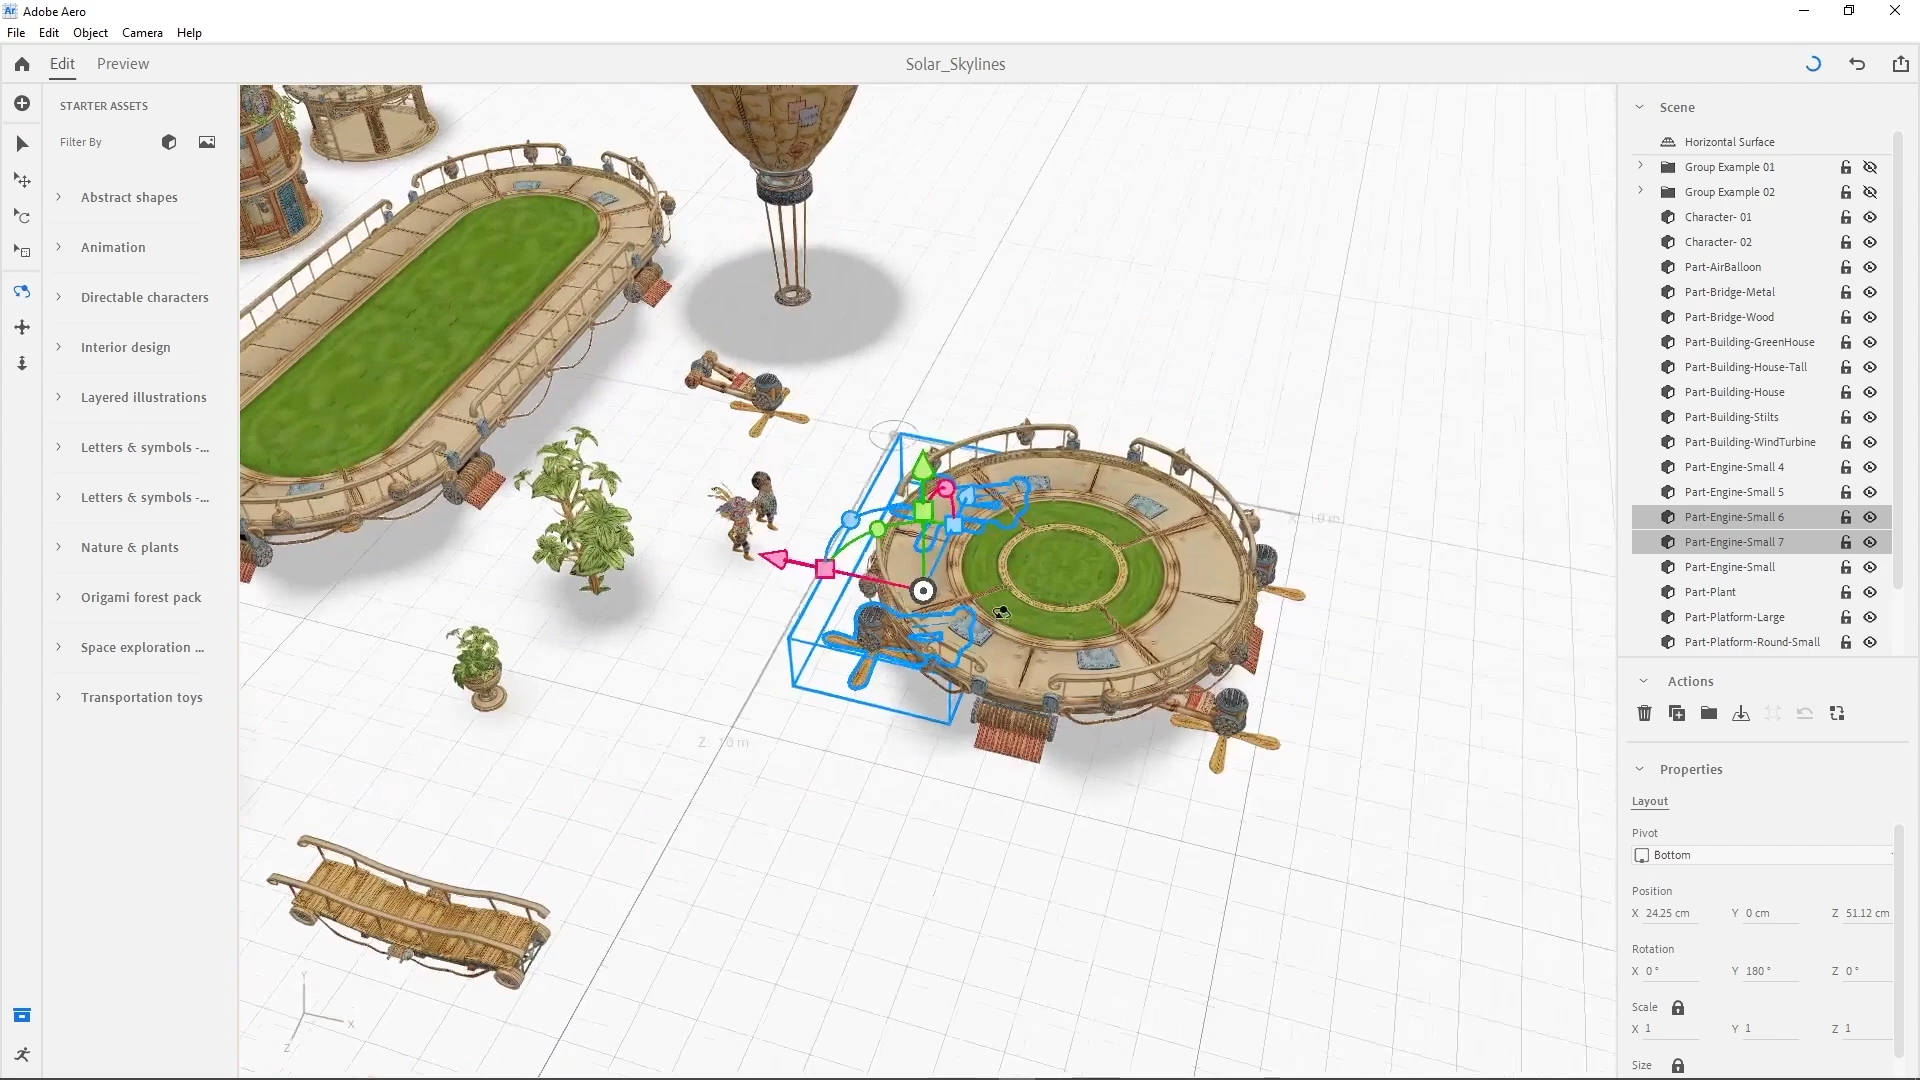 Ar Adobe Aero
File Edit Object Camera Help
Edit Preview Solar_Skylines
STARTER ASSETS
Filter By
Abstract shapes
Animation
Directable characters
Interior design
Layered illustrations
Letters & symbols -...
Letters & symbols -...
Nature & plants
Origami forest pack
Space exploration ...
Transportation toys
X: 10 m
Z: 10 m
Y
X
Z
Scene
Horizontal Surface
Group Example 01
Group Example 02
Character- 01
Character- 02
Part-AirBalloon
Part-Bridge-Metal
Part-Bridge-Wood
Part-Building-GreenHouse
Part-Building-House-Tall
Part-Building-House
Part-Building-Stilts
Part-Building-WindTurbine
Part-Engine-Small 4
Part-Engine-Small 5
Part-Engine-Small 6
Part-Engine-Small 7
Part-Engine-Small
Part-Plant
Part-Platform-Large
Part-Platform-Round-Small
Actions
Properties
Layout
Pivot
Bottom
Position
X 24.25 cm Y 0 cm Z 51.12 cm
Rotation
X 0° Y 180° Z 0°
Scale
X 1 Y 1 Z 1
Size